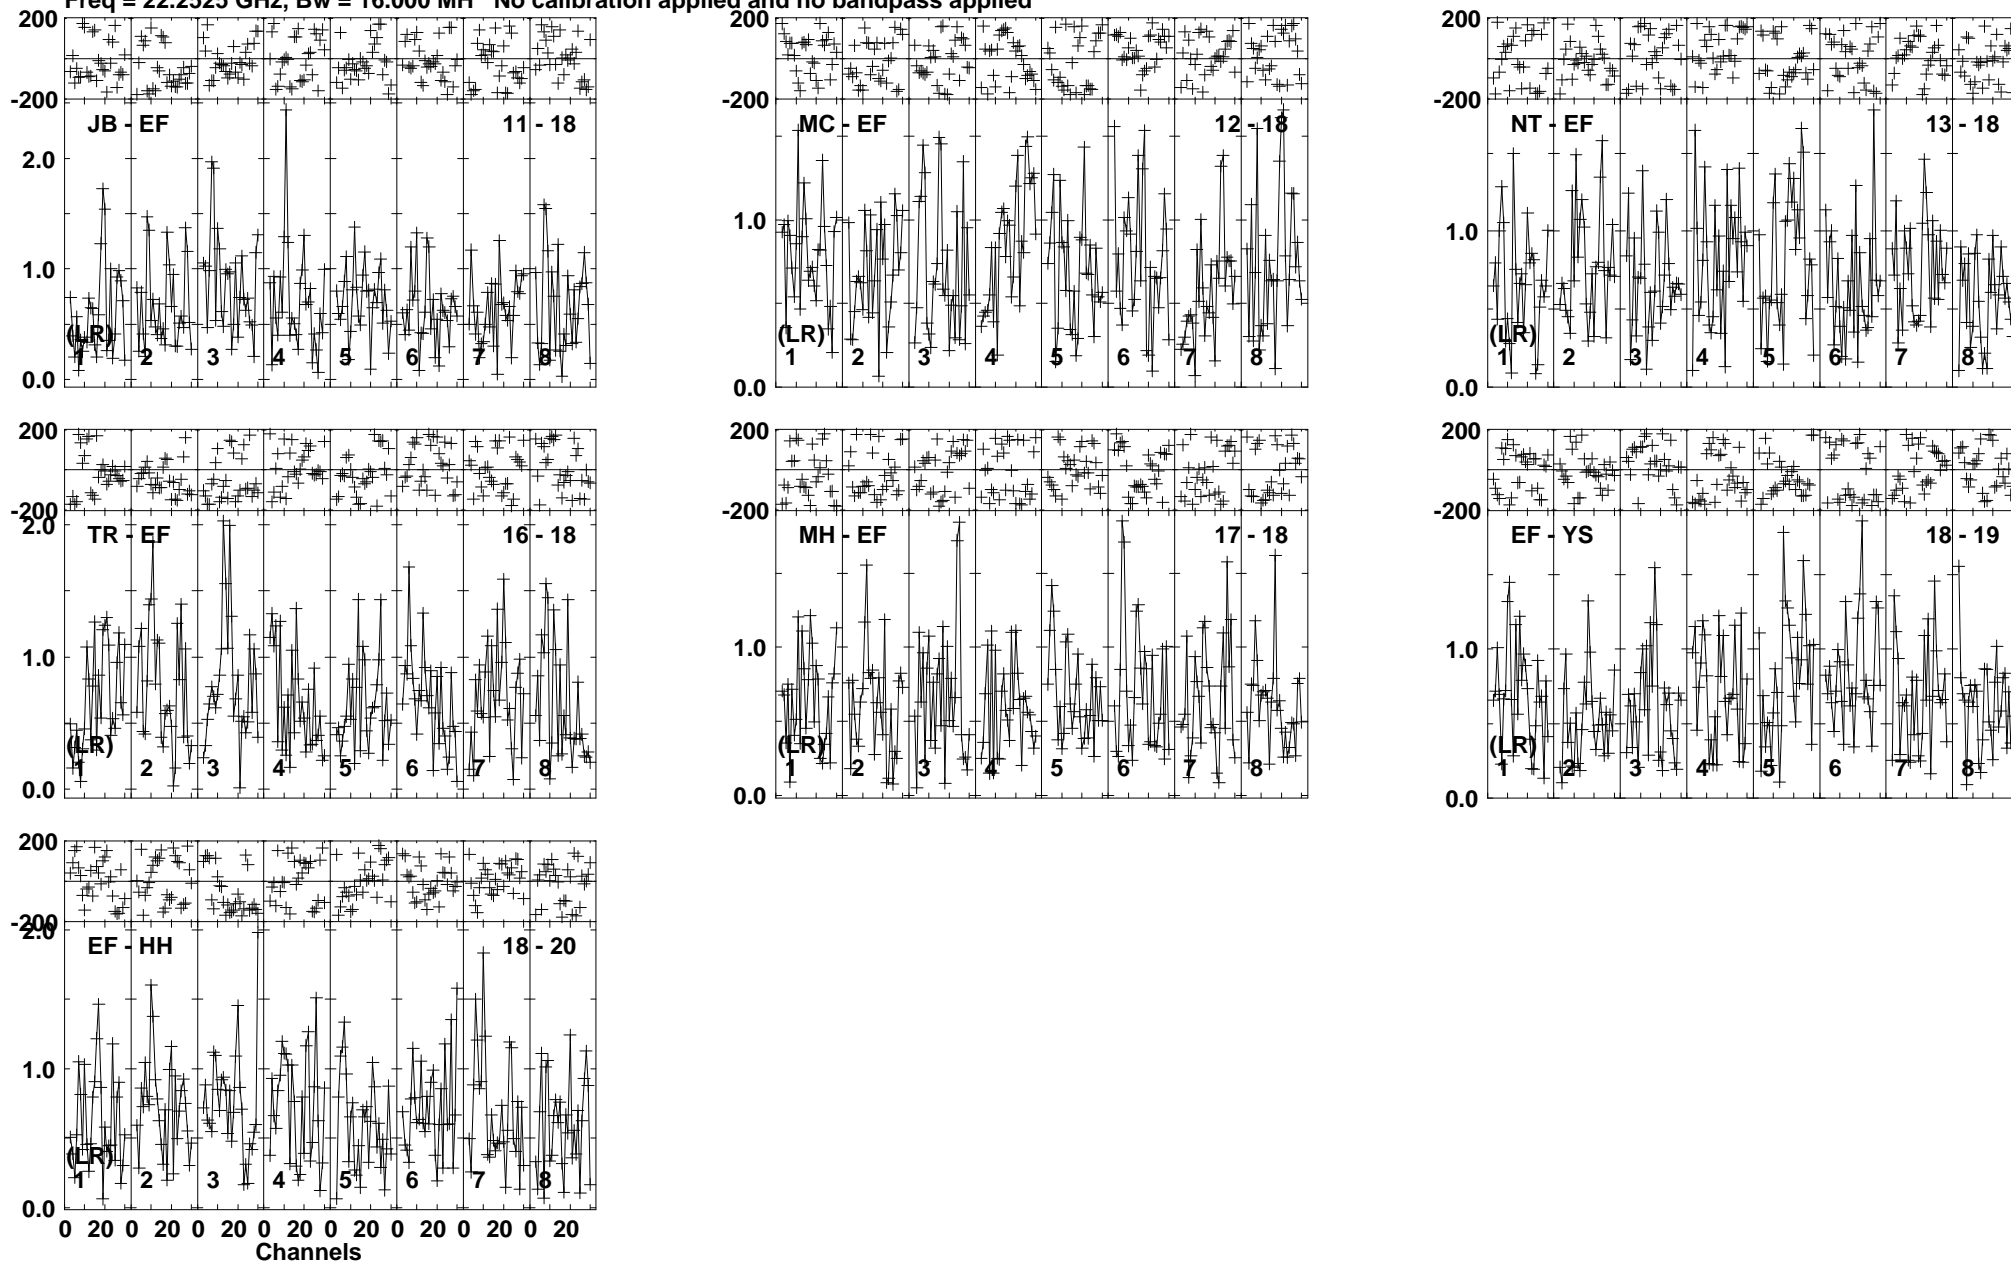 Freq = 22.2525 GHz, Bw = 16.000 MH No calibration applied and no bandpass applied
200
-200
JB - EF 11 - 18
2.0
1.0
0.0
(LR)
1 2 3 4 5 6 7 8
200
-200
MC - EF 12 - 18
1.0
0.0
(LR)
1 2 3 4 5 6 7 8
200
-200
NT - EF 13 - 18
1.0
0.0
(LR)
1 2 3 4 5 6 7 8
200
-200
TR - EF 16 - 18
2.0
1.0
0.0
(LR)
1 2 3 4 5 6 7 8
200
-200
MH - EF 17 - 18
1.0
0.0
(LR)
1 2 3 4 5 6 7 8
200
-200
EF - YS 18 - 19
1.0
0.0
(LR)
1 2 3 4 5 6 7 8
200
-200
EF - HH 18 - 20
2.0
1.0
0.0
(LR)
1 2 3 4 5 6 7 8
0 20 0 20 0 20 0 20 0 20 0 20 0 20 0 20
Channels